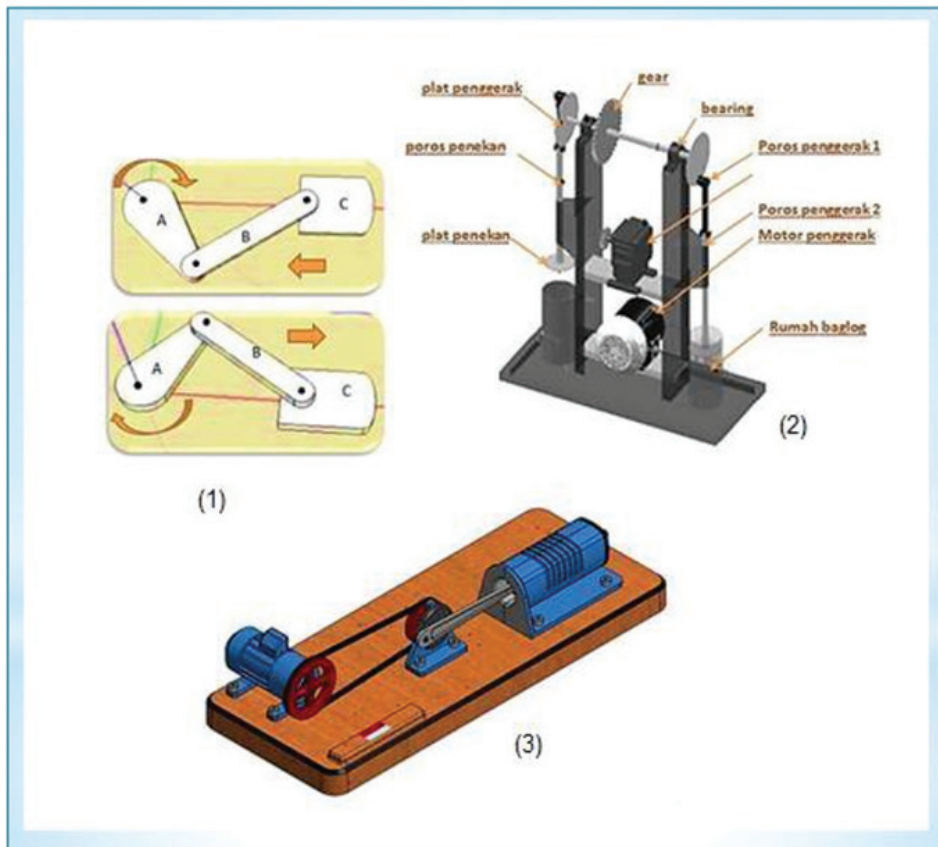 A
B
C
A
B
C
(1)
gear
plat penggerak
bearing
poros penekan
Poros penggerak 1
Poros penggerak 2
plat penekan
Motor penggerak
Rumah baglog
(2)
(3)